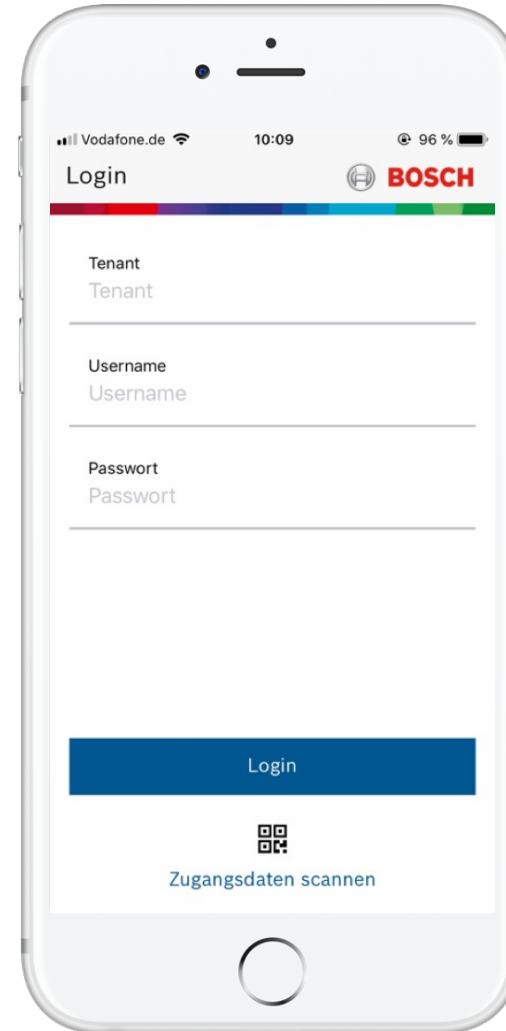 Vodafone.de 10:09 96 %
Login BOSCH
Tenant
Tenant
Username
Username
Passwort
Passwort
Login
Zugangsdaten scannen